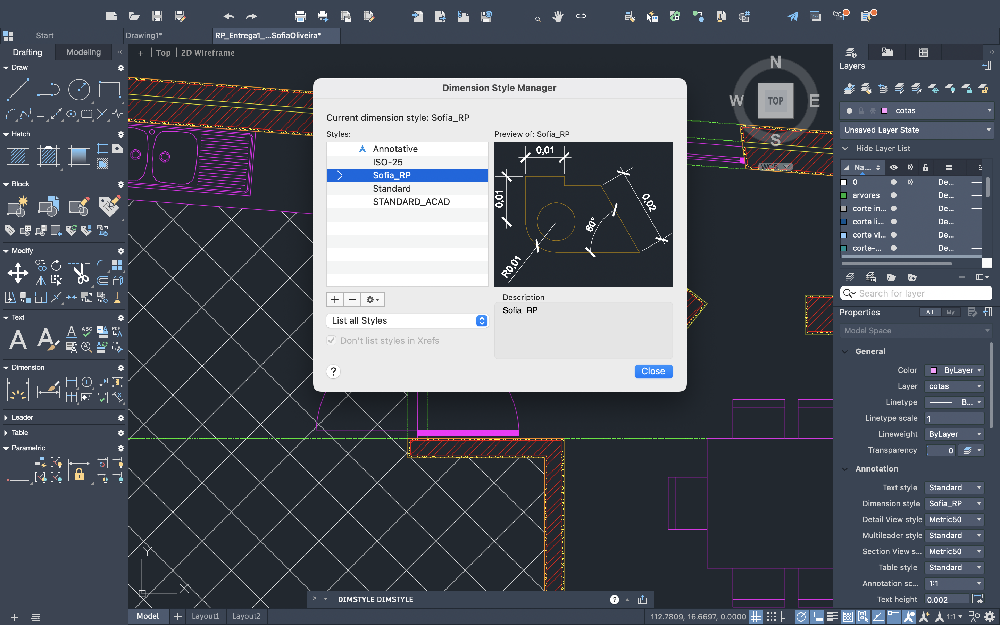 Start
Drawing1*
RP_Entrega1_...SofiaOliveira*
Drafting
Modeling
Top
2D Wireframe
Draw
Hatch
Block
Modify
Text
A
A
A
ABC
A
PDF
A
A
A
A
PDF
A
Dimension
Leader
Table
Parametric
N
W
TOP
E
S
WCS
Dimension Style Manager
Current dimension style: Sofia_RP
Styles:
Annotative
ISO-25
Sofia_RP
Standard
STANDARD_ACAD
List all Styles
Don't list styles in Xrefs
?
Preview of: Sofia_RP
0,01
0,01
0,02
60°
R0,01
Description
Sofia_RP
Close
Y
X
>_
DIMSTYLE DIMSTYLE
?
Model
Layout1
Layout2
112.7809, 16.6697, 0.0000
1:1
Layers
cotas
Unsaved Layer State
Hide Layer List
Na...
0
De...
arvores
De...
corte in...
De...
corte li...
De...
corte vi...
De...
corte-...
De...
Search for layer
Properties
All
My
Model Space
General
Color ByLayer
Layer cotas
Linetype B...
Linetype scale 1
Lineweight ByLayer
Transparency 0
Annotation
Text style Standard
Dimension style Sofia_RP
Detail View style Metric50
Multileader style Standard
Section View s... Metric50
Table style Standard
Annotation sc... 1:1
Text height 0.002